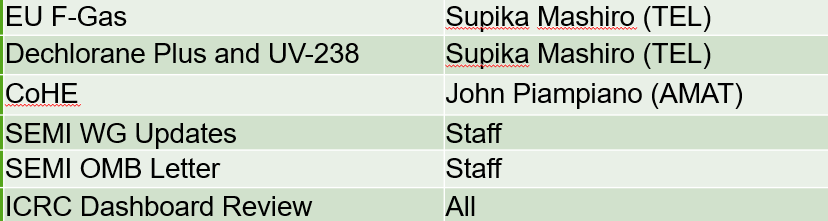 EU F-Gas Supika Mashiro (TEL)
Dechlorane Plus and UV-238 Supika Mashiro (TEL)
CoHE John Piampiano (AMAT)
SEMI WG Updates Staff
SEMI OMB Letter Staff
ICRC Dashboard Review All